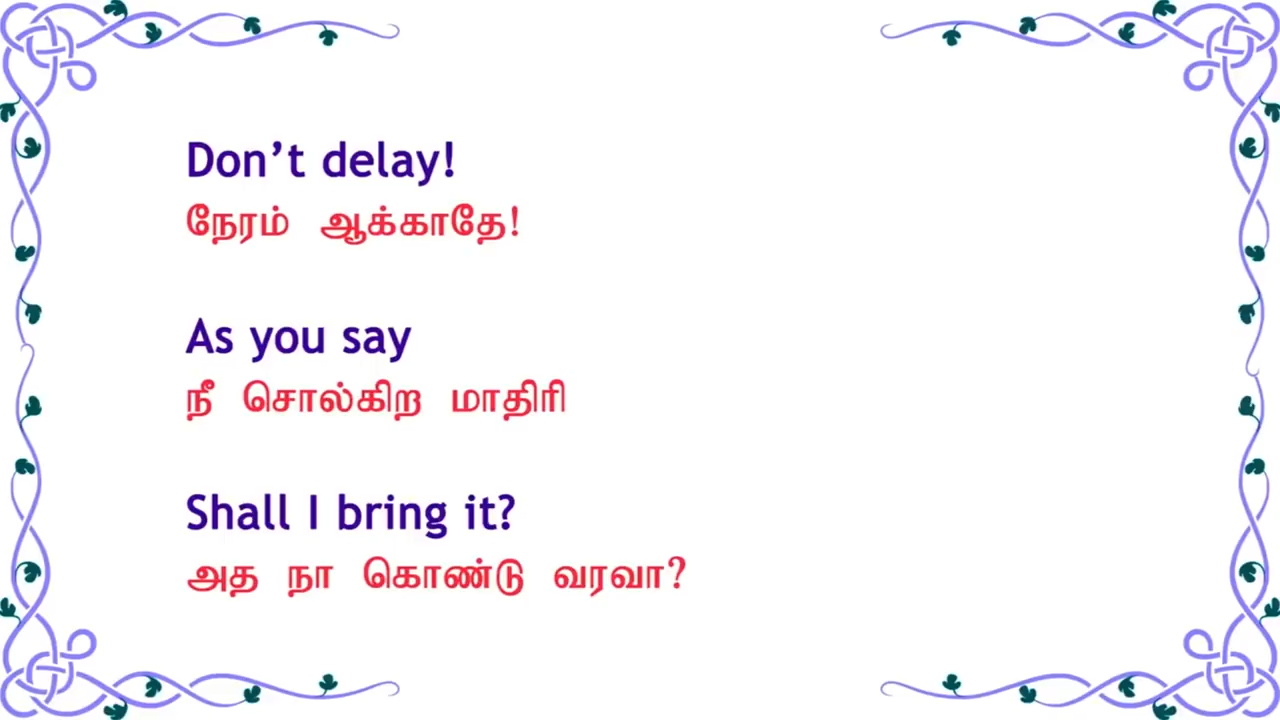 Don’t delay!
நேரம் ஆக்காதே!
As you say
நீ சொல்கிற மாதிரி
Shall I bring it?
அத நா கொண்டு வரவா?